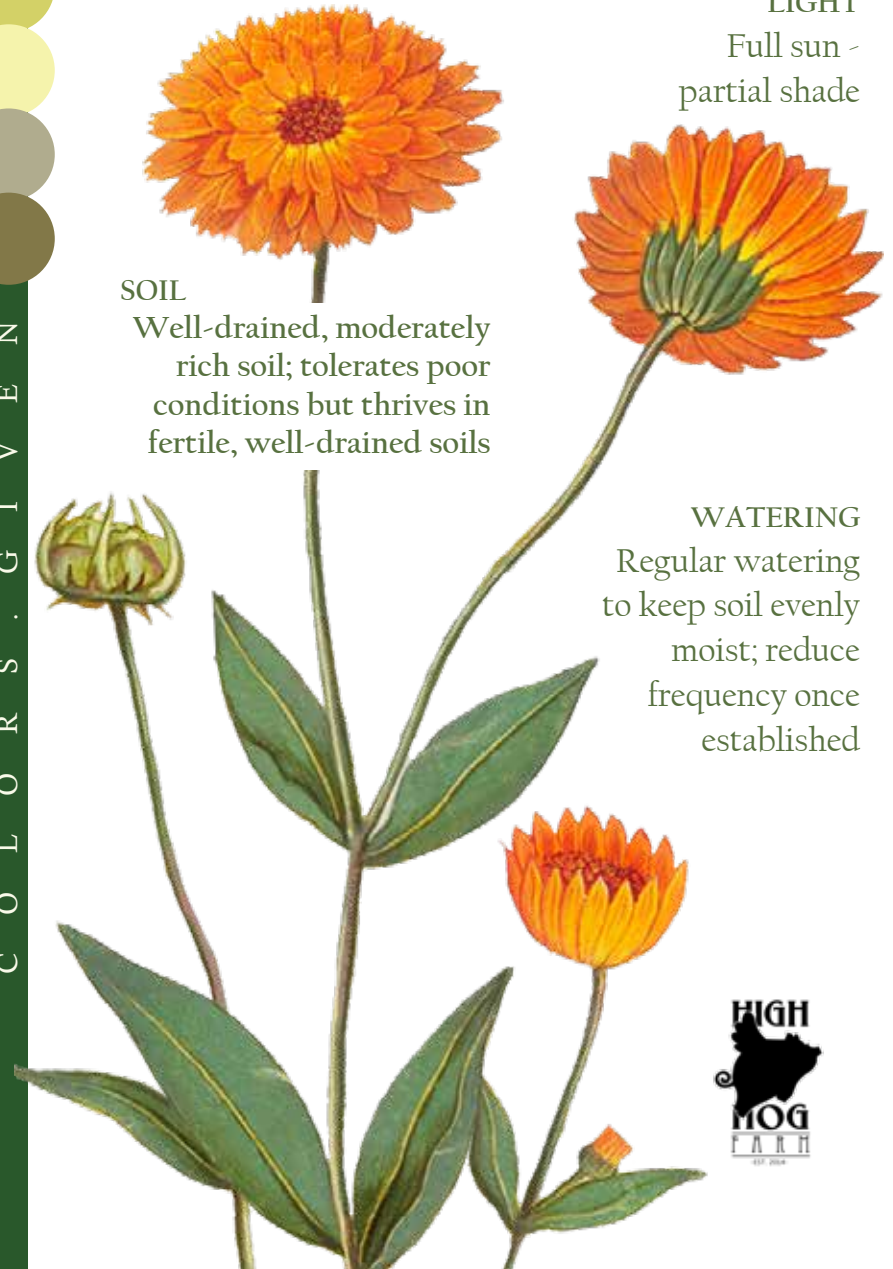 LIGHT
Full sun -
partial shade
SOIL
Well-drained, moderately
rich soil; tolerates poor
conditions but thrives in
fertile, well-drained soils
WATERING
Regular watering
to keep soil evenly
moist; reduce
frequency once
established
COLORS.GIVEN
HIGH
HOG
FARM
-EST. 2014-